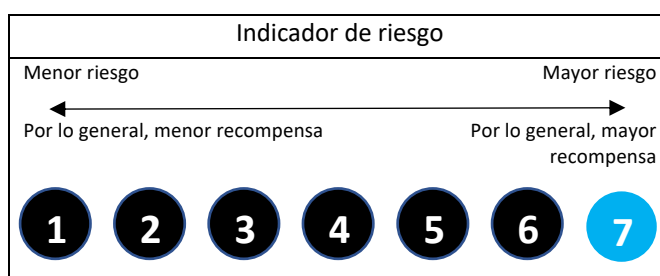 Indicador de riesgo
Menor riesgo Mayor riesgo
Por lo general, menor recompensa Por lo general, mayor
recompensa
1 2 3 4 5 6 7